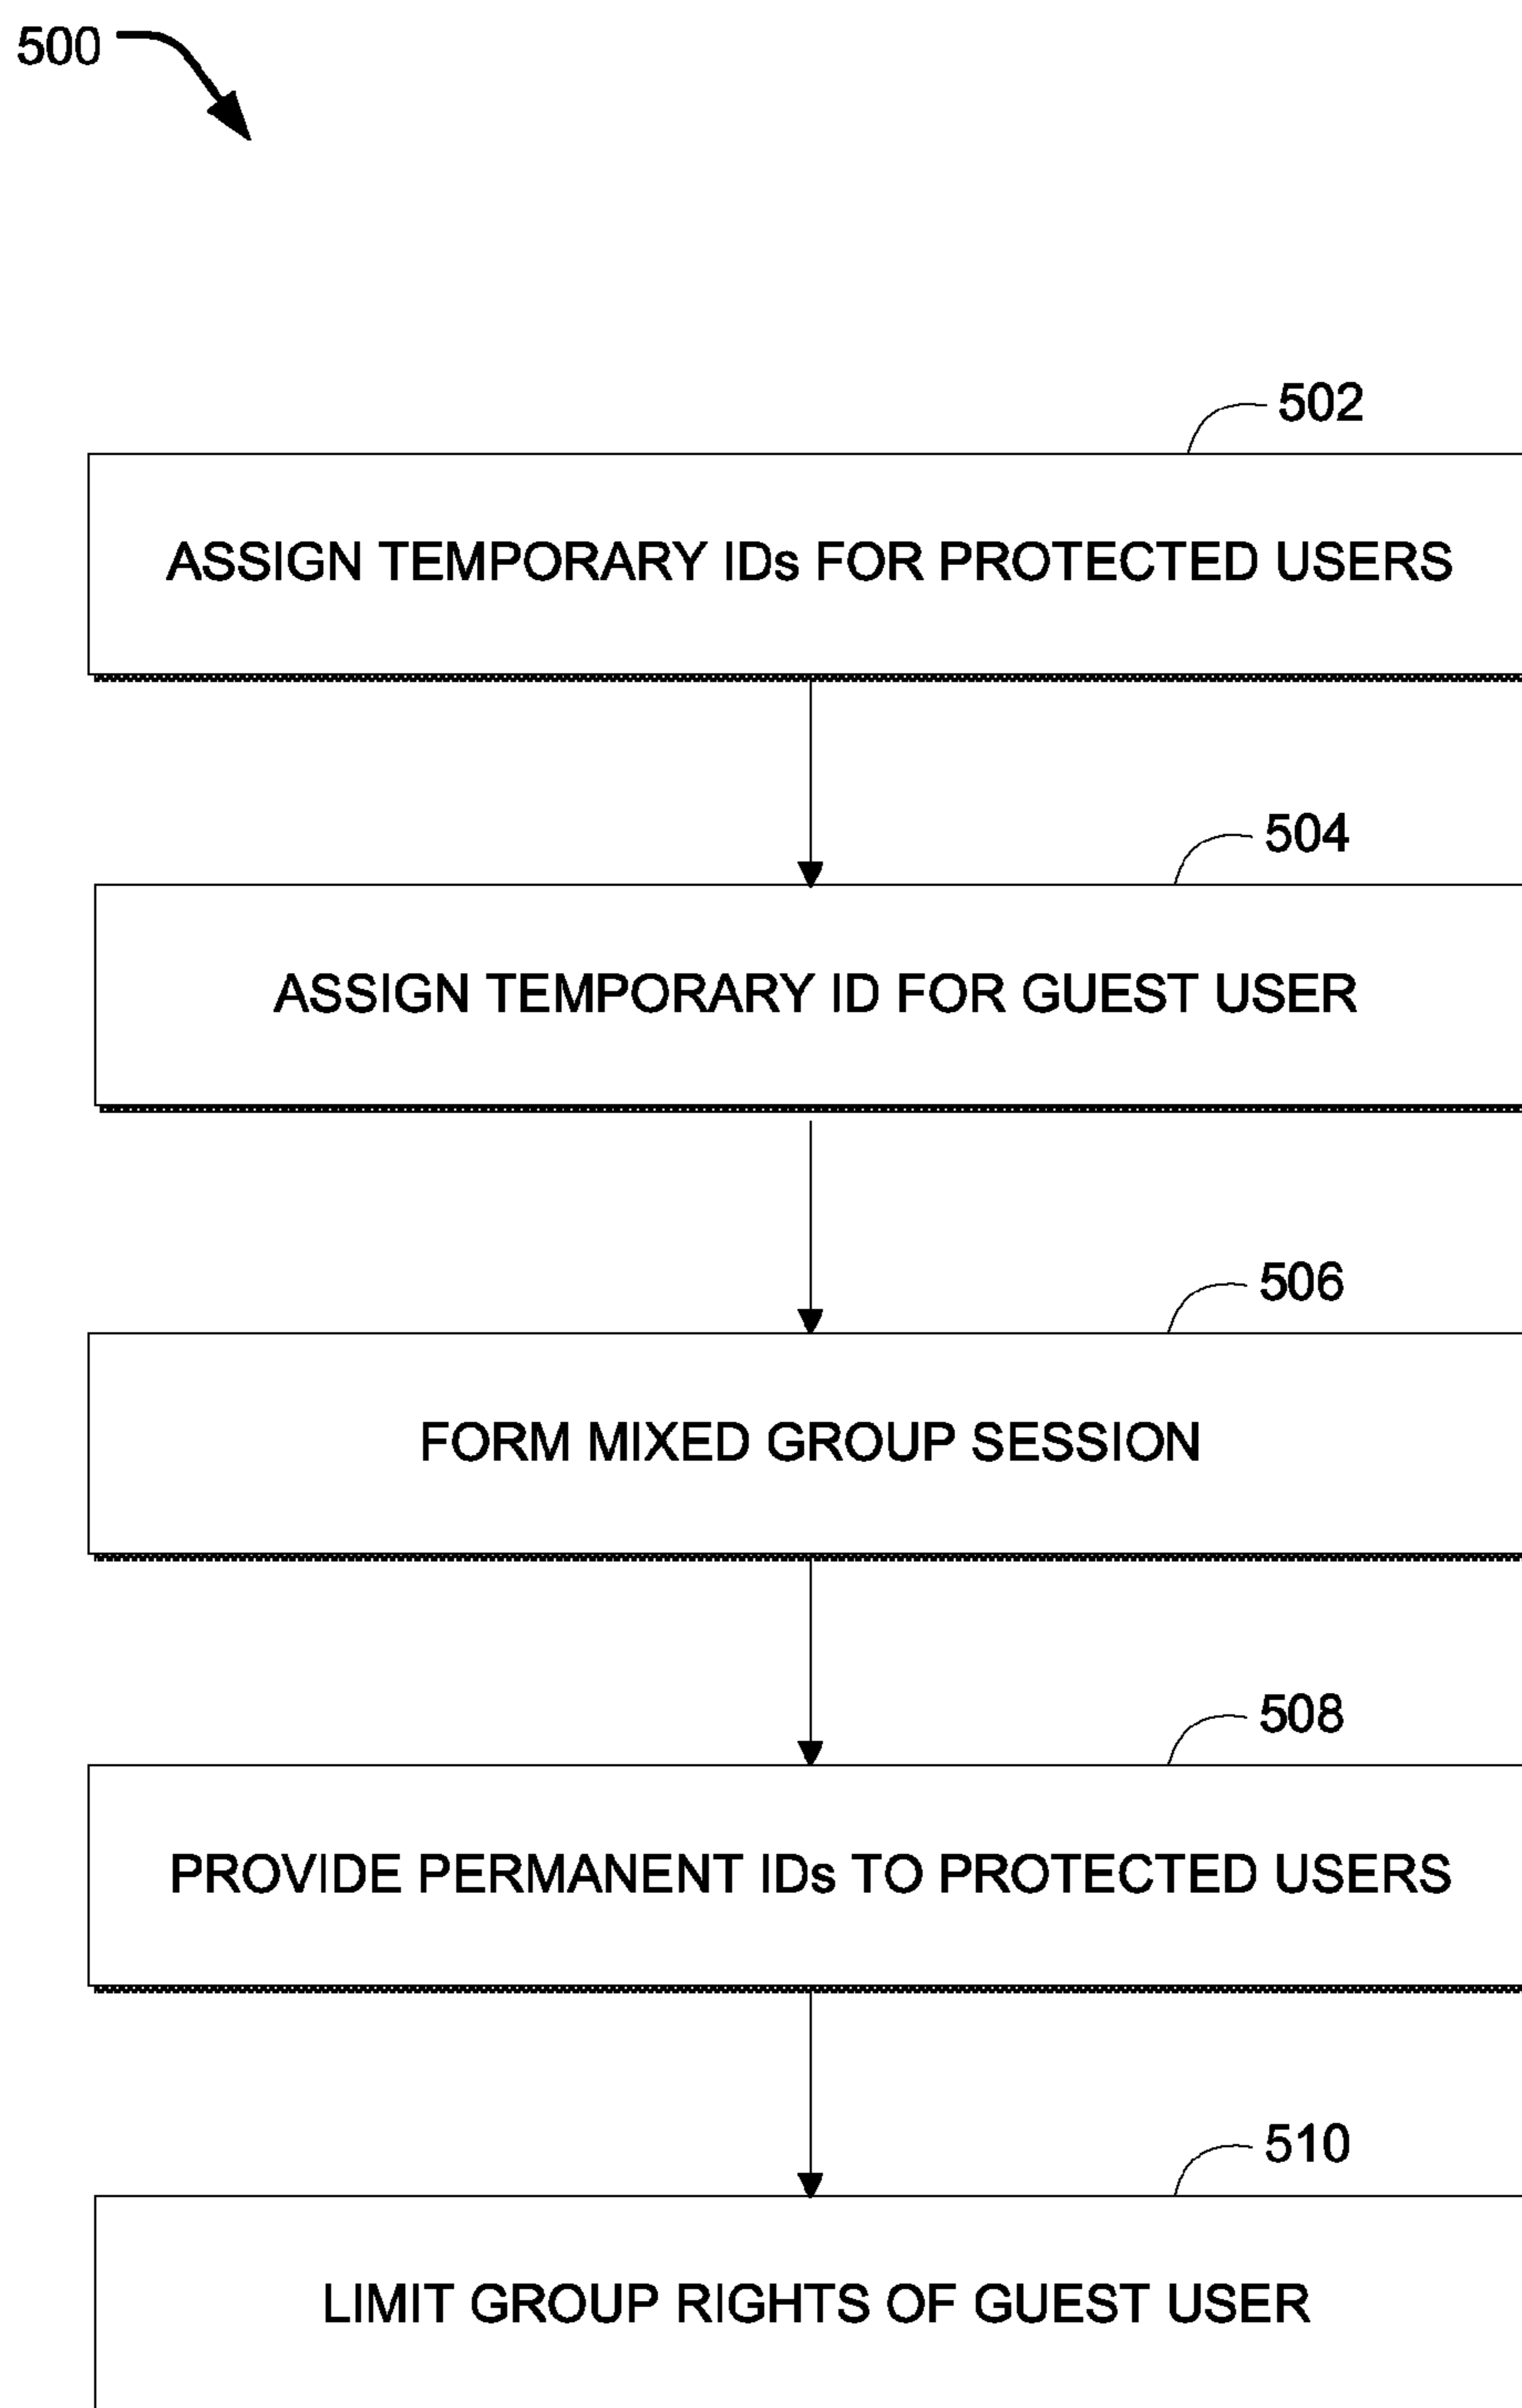 500
502
ASSIGN TEMPORARY IDs FOR PROTECTED USERS
504
ASSIGN TEMPORARY ID FOR GUEST USER
506
FORM MIXED GROUP SESSION
508
PROVIDE PERMANENT IDs TO PROTECTED USERS
510
LIMIT GROUP RIGHTS OF GUEST USER